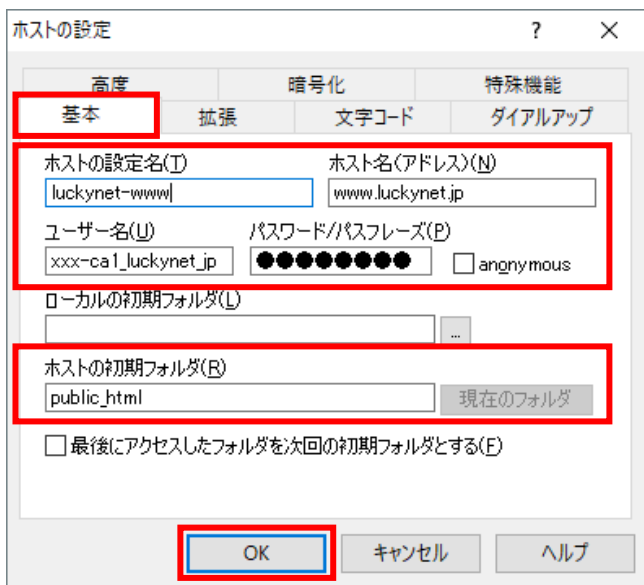 ホストの設定 ? ×
高度 暗号化 特殊機能
基本 拡張 文字コード ダイアルアップ
ホストの設定名(T) ホスト名(アドレス)(N)
luckynet-www www.luckynet.jp
ユーザー名(U) パスワード/パスフレーズ(P)
xxx-ca1_luckynet_jp ●●●●●●●● anonymous
ローカルの初期フォルダ(L)
...
ホストの初期フォルダ(R)
public_html 現在のフォルダ
最後にアクセスしたフォルダを次回の初期フォルダとする(F)
OK キャンセル ヘルプ